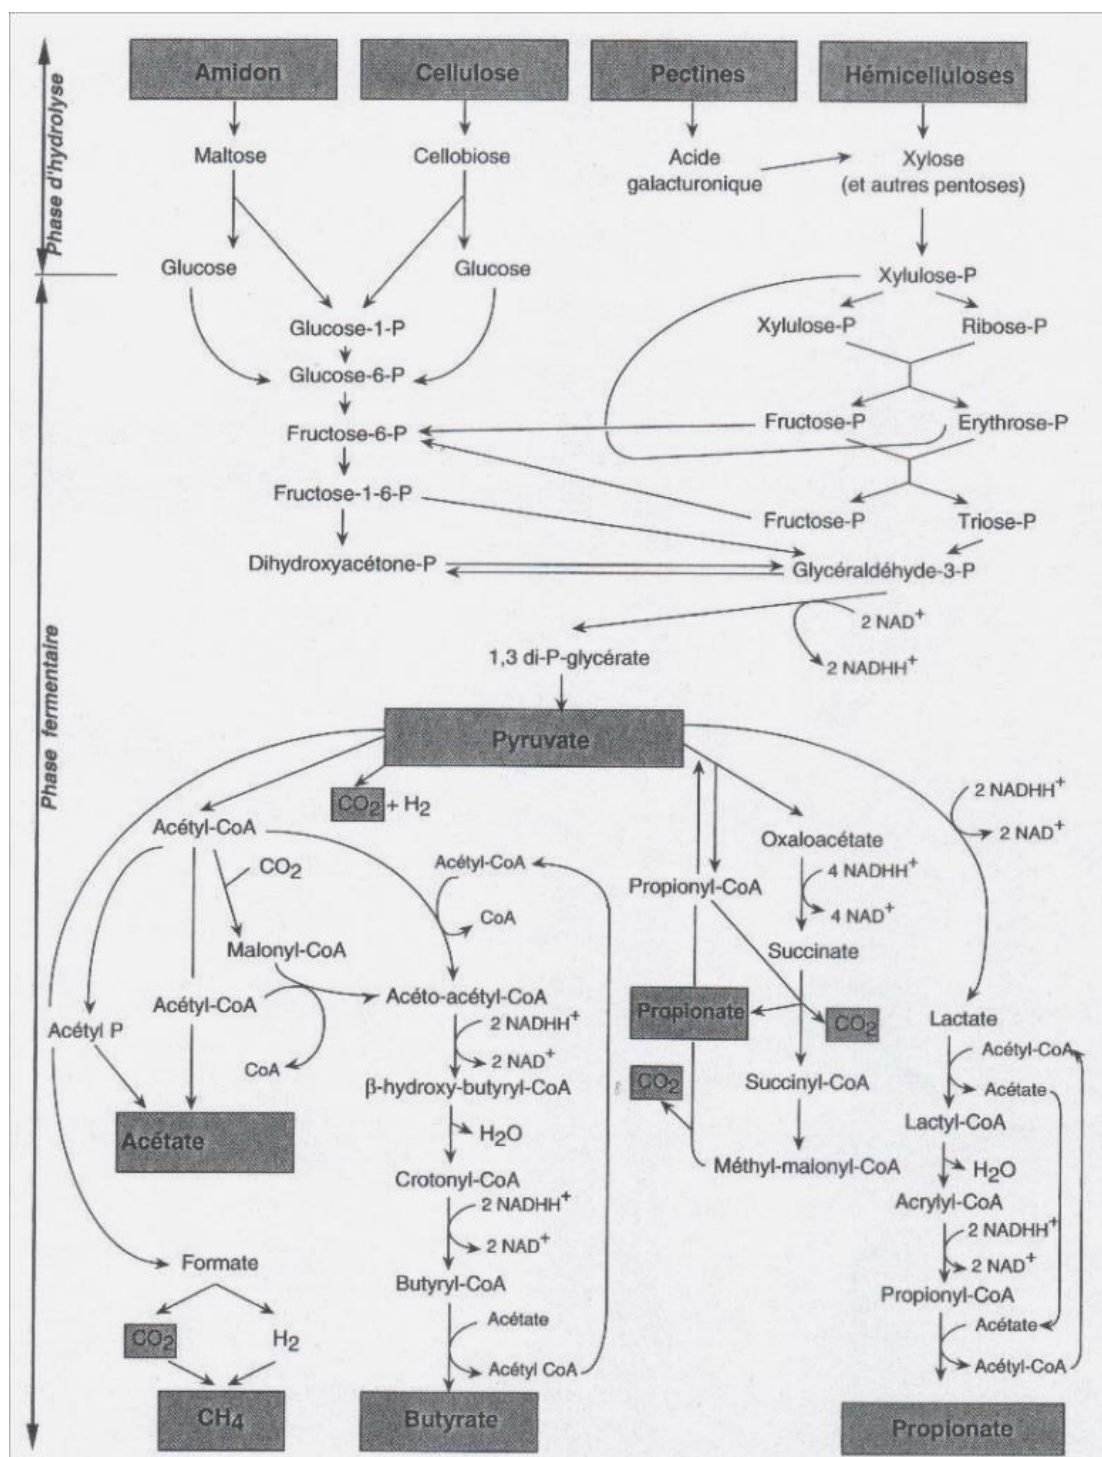 Phase d'hydrolyse
Amidon
Cellulose
Pectines
Hémicelluloses
Maltose
Cellobiose
Acide
galacturonique
Xylose
(et autres pentoses)
Glucose
Glucose
Xylulose-P
Glucose-1-P
Xylulose-P
Ribose-P
Glucose-6-P
Fructose-6-P
Fructose-P
Erythrose-P
Fructose-1-6-P
Fructose-P
Triose-P
Dihydroxyacétone-P
Glycéraldéhyde-3-P
Phase fermentaire
2 NAD+
1,3 di-P-glycérate
2 NADHH+
Pyruvate
CO2 + H2
2 NADHH+
Acétyl-CoA
Oxaloacétate
2 NAD+
CO2
Acétyl-CoA
Propionyl-CoA
4 NADHH+
CoA
4 NAD+
Malonyl-CoA
Succinate
Acétyl-CoA
Acéto-acétyl-CoA
Propionate
CO2
Lactate
Acétyl P
2 NADHH+
Acétyl-CoA
CoA
2 NAD+
CO2
Succinyl-CoA
Acétate
β-hydroxy-butyryl-CoA
Lactyl-CoA
Acétate
H2O
Méthyl-malonyl-CoA
H2O
Crotonyl-CoA
Acrylyl-CoA
2 NADHH+
2 NADHH+
2 NAD+
2 NAD+
Formate
Butyryl-CoA
Propionyl-CoA
CO2
H2
Acétate
Acétate
Acétyl CoA
Acétyl-CoA
CH4
Butyrate
Propionate